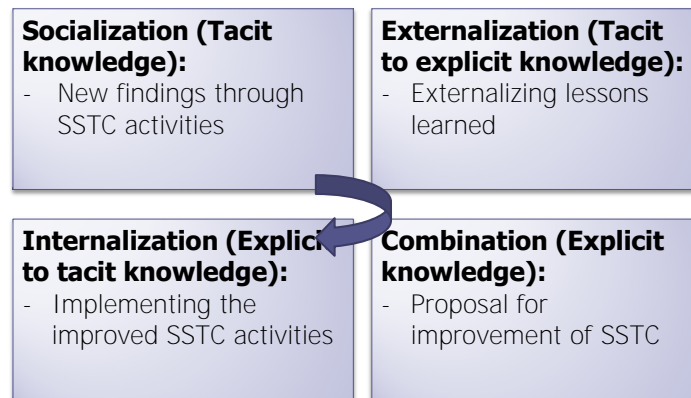 Socialization (Tacit
knowledge):
- New findings through
SSTC activities
Externalization (Tacit
to explicit knowledge):
- Externalizing lessons
learned
Internalization (Explici
to tacit knowledge):
- Implementing the
improved SSTC activities
Combination (Explicit
knowledge):
- Proposal for
improvement of SSTC